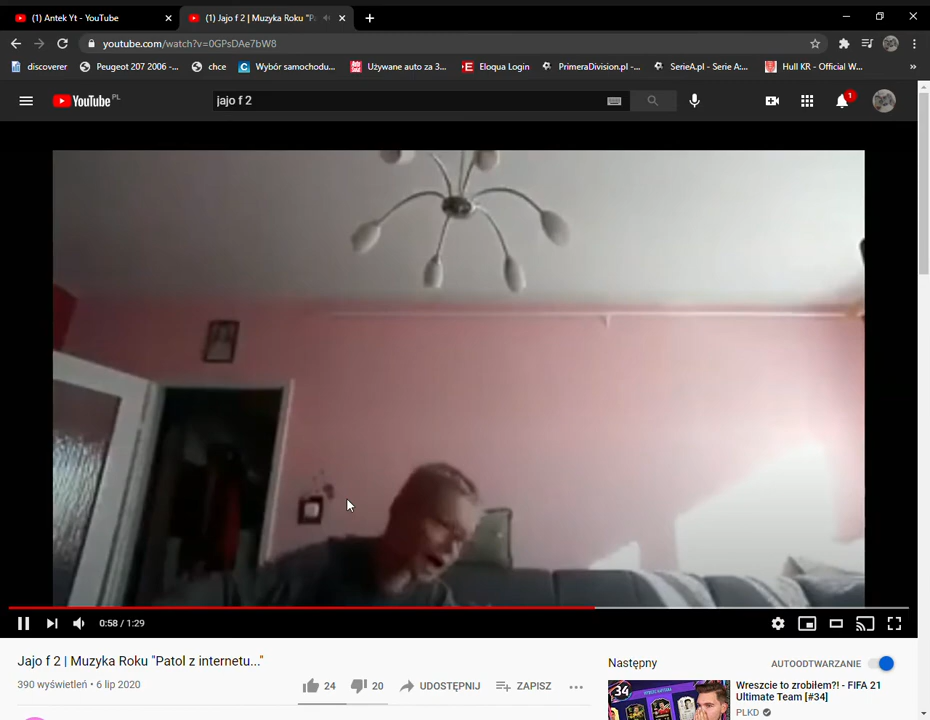 (1) Antek Yt - YouTube
(1) Jajo f 2 | Muzyka Roku "Pa
youtube.com/watch?v=0GPsDAe7bW8
discoverer
Peugeot 207 2006 -...
chce
Wybór samochodu...
Używane auto za 3...
Eloqua Login
PrimeraDivision.pl -...
SerieA.pl - Serie A:...
Hull KR - Official W...
YouTube PL
jajo f 2
1
0:58 / 1:29
Jajo f 2 | Muzyka Roku "Patol z internetu..."
390 wyświetleń • 6 lip 2020
24
20
UDOSTĘPNIJ
ZAPISZ
Następny
AUTOODTWARZANIE
34
Wreszcie to zrobiłem?! - FIFA 21
Ultimate Team [#34]
PLKD